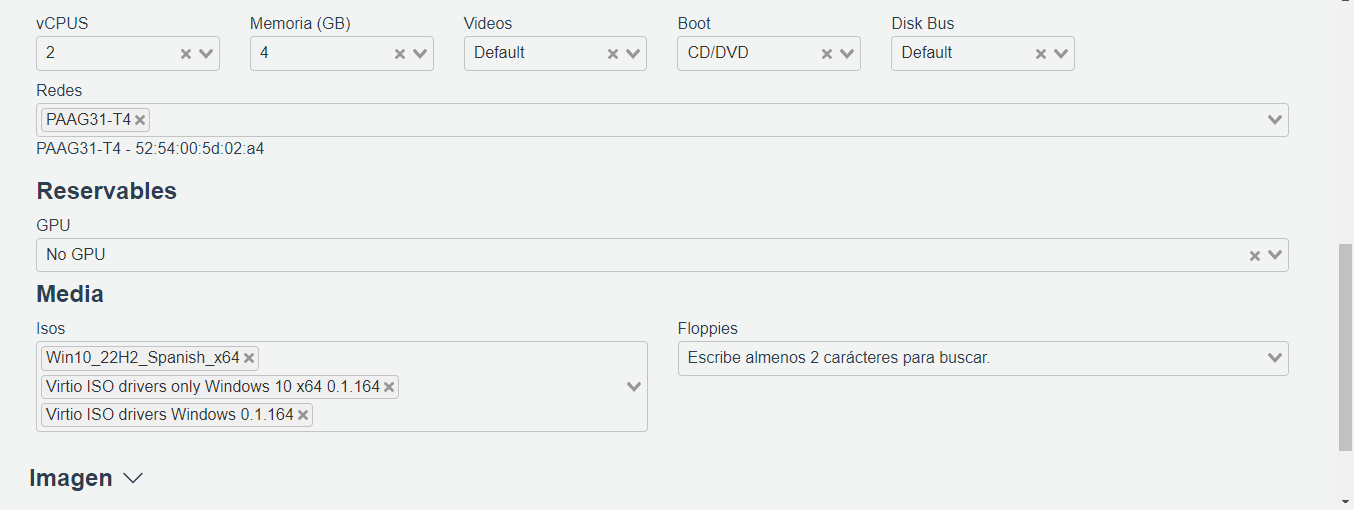 vCPUS Memoria (GB) Videos Boot Disk Bus
2 4 Default CD/DVD Default
Redes
PAAG31-T4
PAAG31-T4 - 52:54:00:5d:02:a4
Reservables
GPU
No GPU
Media
Isos Floppies
Win10_22H2_Spanish_x64 Escribe almenos 2 carácteres para buscar.
Virtio ISO drivers only Windows 10 x64 0.1.164
Virtio ISO drivers Windows 0.1.164
Imagen